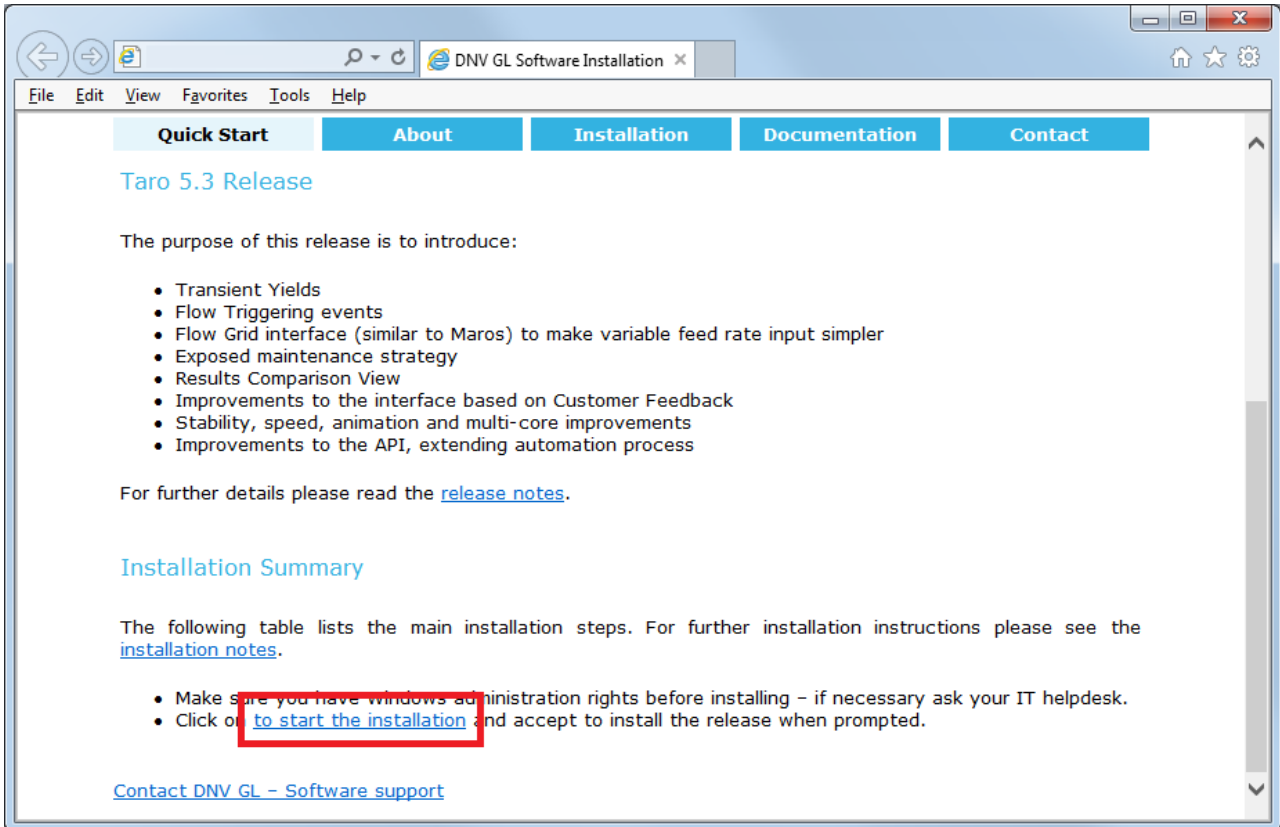 DNV GL Software Installation
File Edit View Favorites Tools Help
Quick Start About Installation Documentation Contact
Taro 5.3 Release
The purpose of this release is to introduce:
• Transient Yields
• Flow Triggering events
• Flow Grid interface (similar to Maros) to make variable feed rate input simpler
• Exposed maintenance strategy
• Results Comparison View
• Improvements to the interface based on Customer Feedback
• Stability, speed, animation and multi-core improvements
• Improvements to the API, extending automation process
For further details please read the release notes.
Installation Summary
The following table lists the main installation steps. For further installation instructions please see the
installation notes.
• Make sure you have Windows administration rights before installing – if necessary ask your IT helpdesk.
• Click on to start the installation and accept to install the release when prompted.
Contact DNV GL – Software support